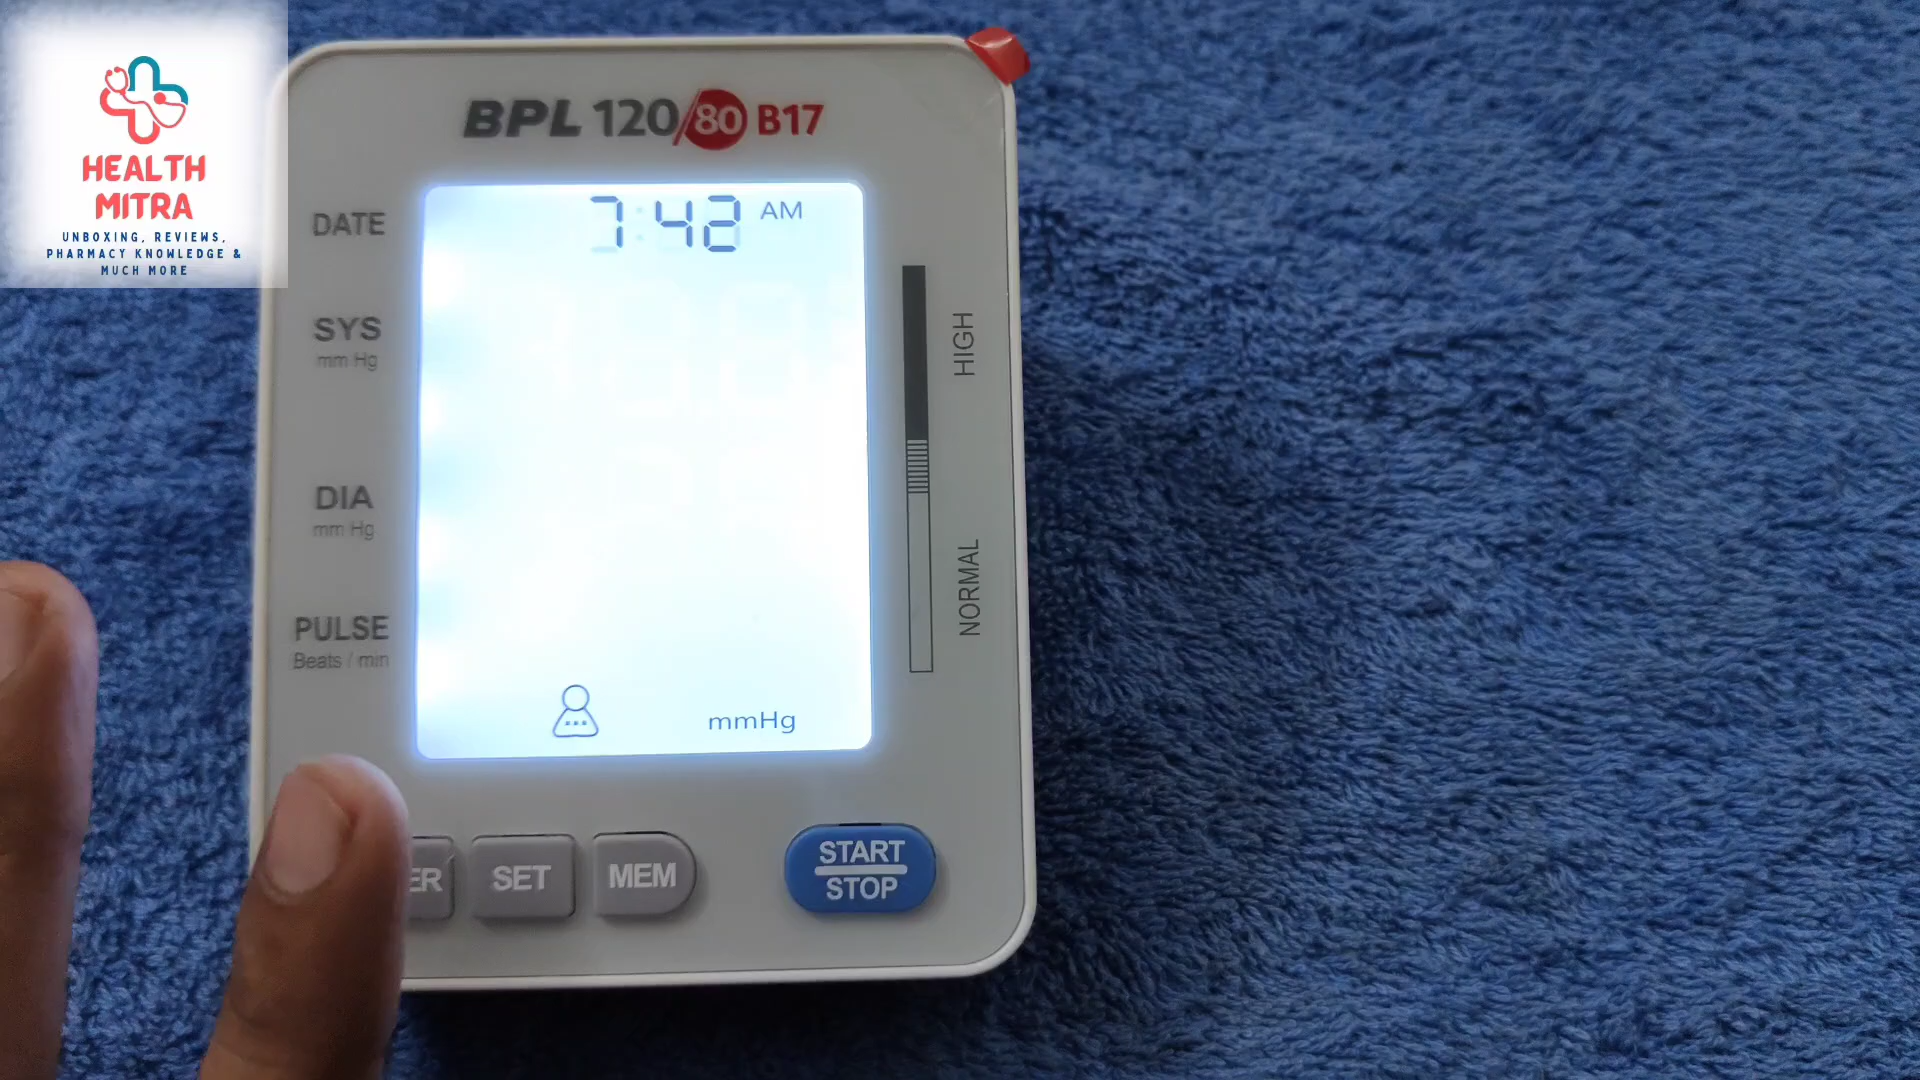 HEALTH
MITRA
UNBOXING, REVIEWS,
PHARMACY KNOWLEDGE &
MUCH MORE
BPL 120/80 B17
DATE
7:42 AM
SYS
mm Hg
HIGH
DIA
mm Hg
NORMAL
PULSE
Beats / min
mmHg
SET
MEM
START
STOP